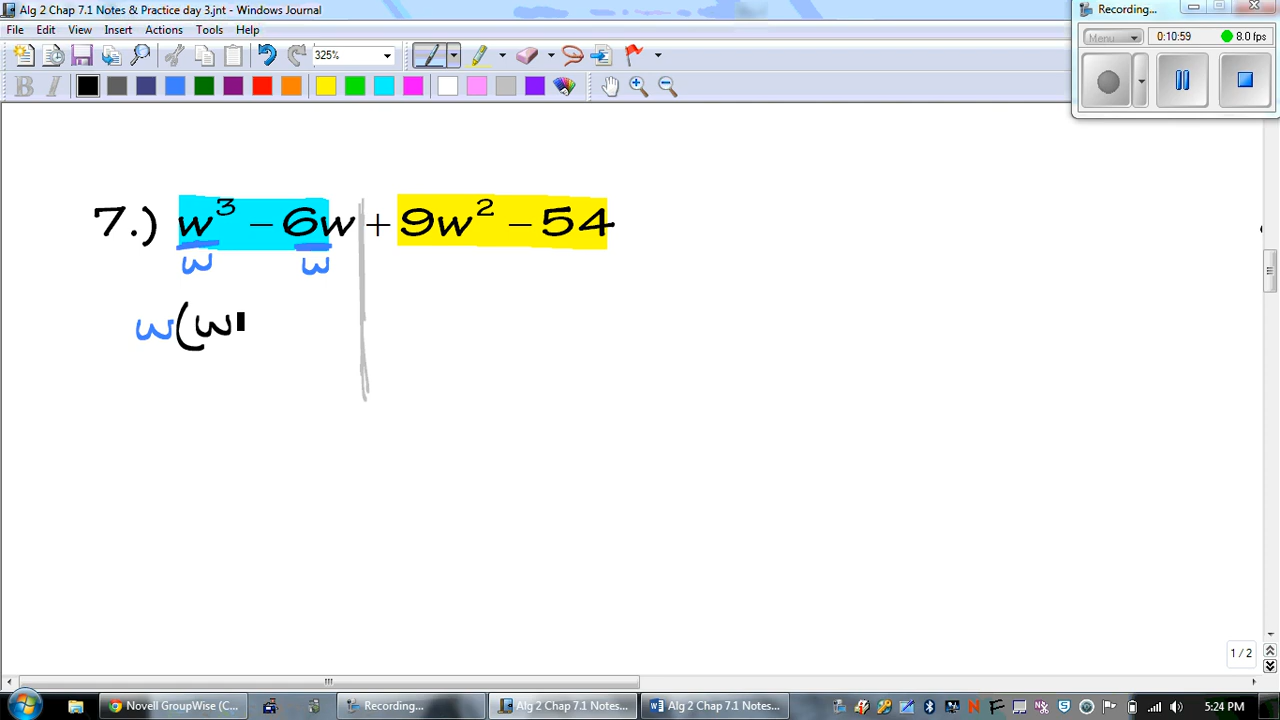 Alg 2 Chap 7.1 Notes & Practice day 3.jnt - Windows Journal
Recording...
File Edit View Insert Actions Tools Help
Menu 0:10:59 8.0 fps
325%
B I
7.) w³ − 6w + 9w² − 54
w w
w(w
1 / 2
Novell GroupWise (C... Recording... Alg 2 Chap 7.1 Notes... Alg 2 Chap 7.1 Notes... 5:24 PM